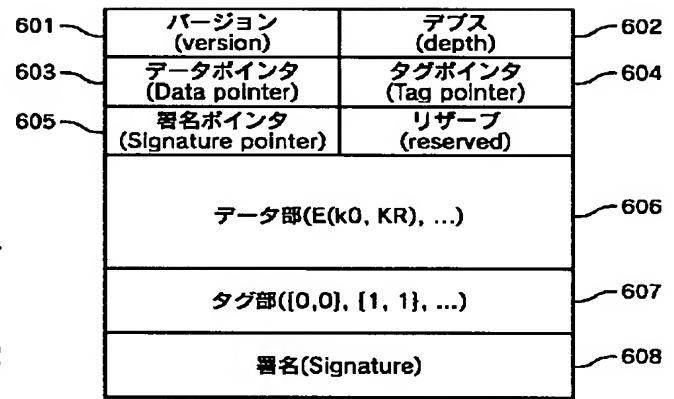 601
バージョン
(version)
デプス
(depth)
602
603
データポインタ
(Data pointer)
タグポインタ
(Tag pointer)
604
605
署名ポインタ
(Signature pointer)
リザーブ
(reserved)
データ部(E(k0, KR), ...)
606
タグ部([0,0}, {1, 1}, ...)
607
署名(Signature)
608